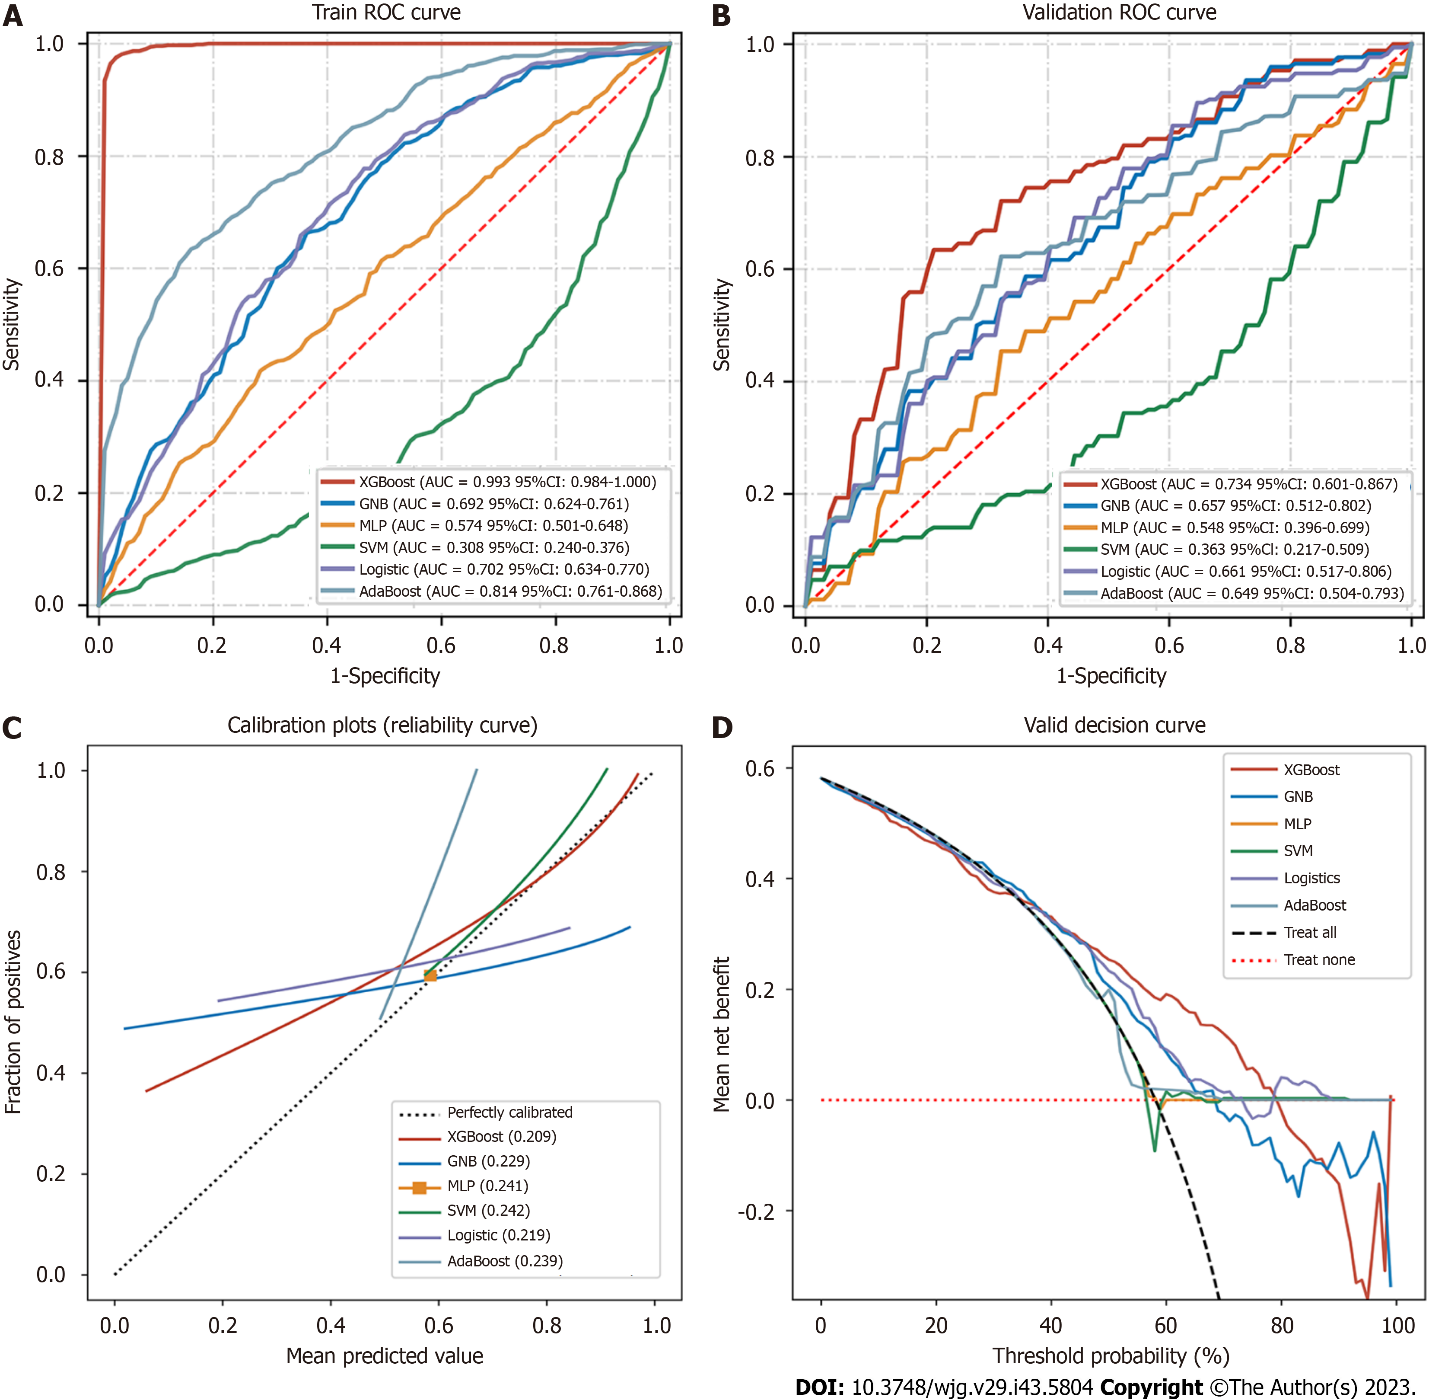 A
Train ROC curve
1.0
0.8
0.6
0.4
0.2
0.0
Sensitivity
XGBoost (AUC = 0.993 95%CI: 0.984-1.000)
GNB (AUC = 0.692 95%CI: 0.624-0.761)
MLP (AUC = 0.574 95%CI: 0.501-0.648)
SVM (AUC = 0.308 95%CI: 0.240-0.376)
Logistic (AUC = 0.702 95%CI: 0.634-0.770)
AdaBoost (AUC = 0.814 95%CI: 0.761-0.868)
0.0 0.2 0.4 0.6 0.8 1.0
1-Specificity
B
Validation ROC curve
1.0
0.8
0.6
0.4
0.2
0.0
Sensitivity
XGBoost (AUC = 0.734 95%CI: 0.601-0.867)
GNB (AUC = 0.657 95%CI: 0.512-0.802)
MLP (AUC = 0.548 95%CI: 0.396-0.699)
SVM (AUC = 0.363 95%CI: 0.217-0.509)
Logistic (AUC = 0.661 95%CI: 0.517-0.806)
AdaBoost (AUC = 0.649 95%CI: 0.504-0.793)
0.0 0.2 0.4 0.6 0.8 1.0
1-Specificity
C
Calibration plots (reliability curve)
1.0
0.8
0.6
0.4
0.2
0.0
Fraction of positives
Perfectly calibrated
XGBoost (0.209)
GNB (0.229)
MLP (0.241)
SVM (0.242)
Logistic (0.219)
AdaBoost (0.239)
0.0 0.2 0.4 0.6 0.8 1.0
Mean predicted value
D
Valid decision curve
0.6
0.4
0.2
0.0
-0.2
Mean net benefit
XGBoost
GNB
MLP
SVM
Logistics
AdaBoost
Treat all
Treat none
0 20 40 60 80 100
Threshold probability (%)
DOI: 10.3748/wjg.v29.i43.5804 Copyright ©The Author(s) 2023.